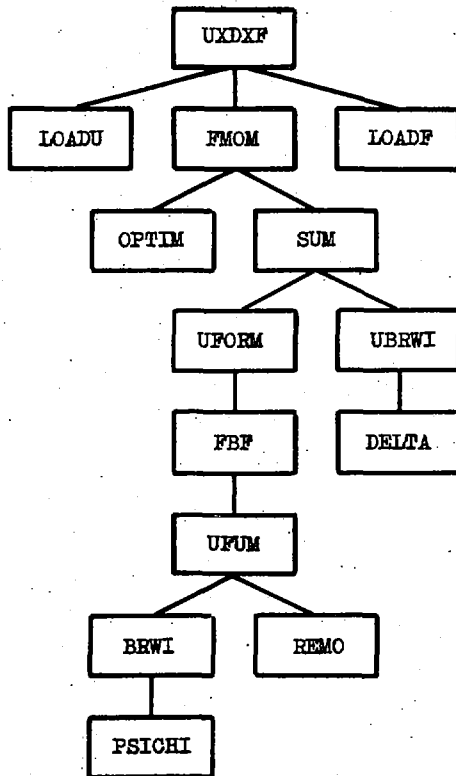 UXDXF
LOADU FMOM LOADF
OPTIM SUM
UFORM UBRWI
FBF DELTA
UFUM
BRWI REMO
PSICHI